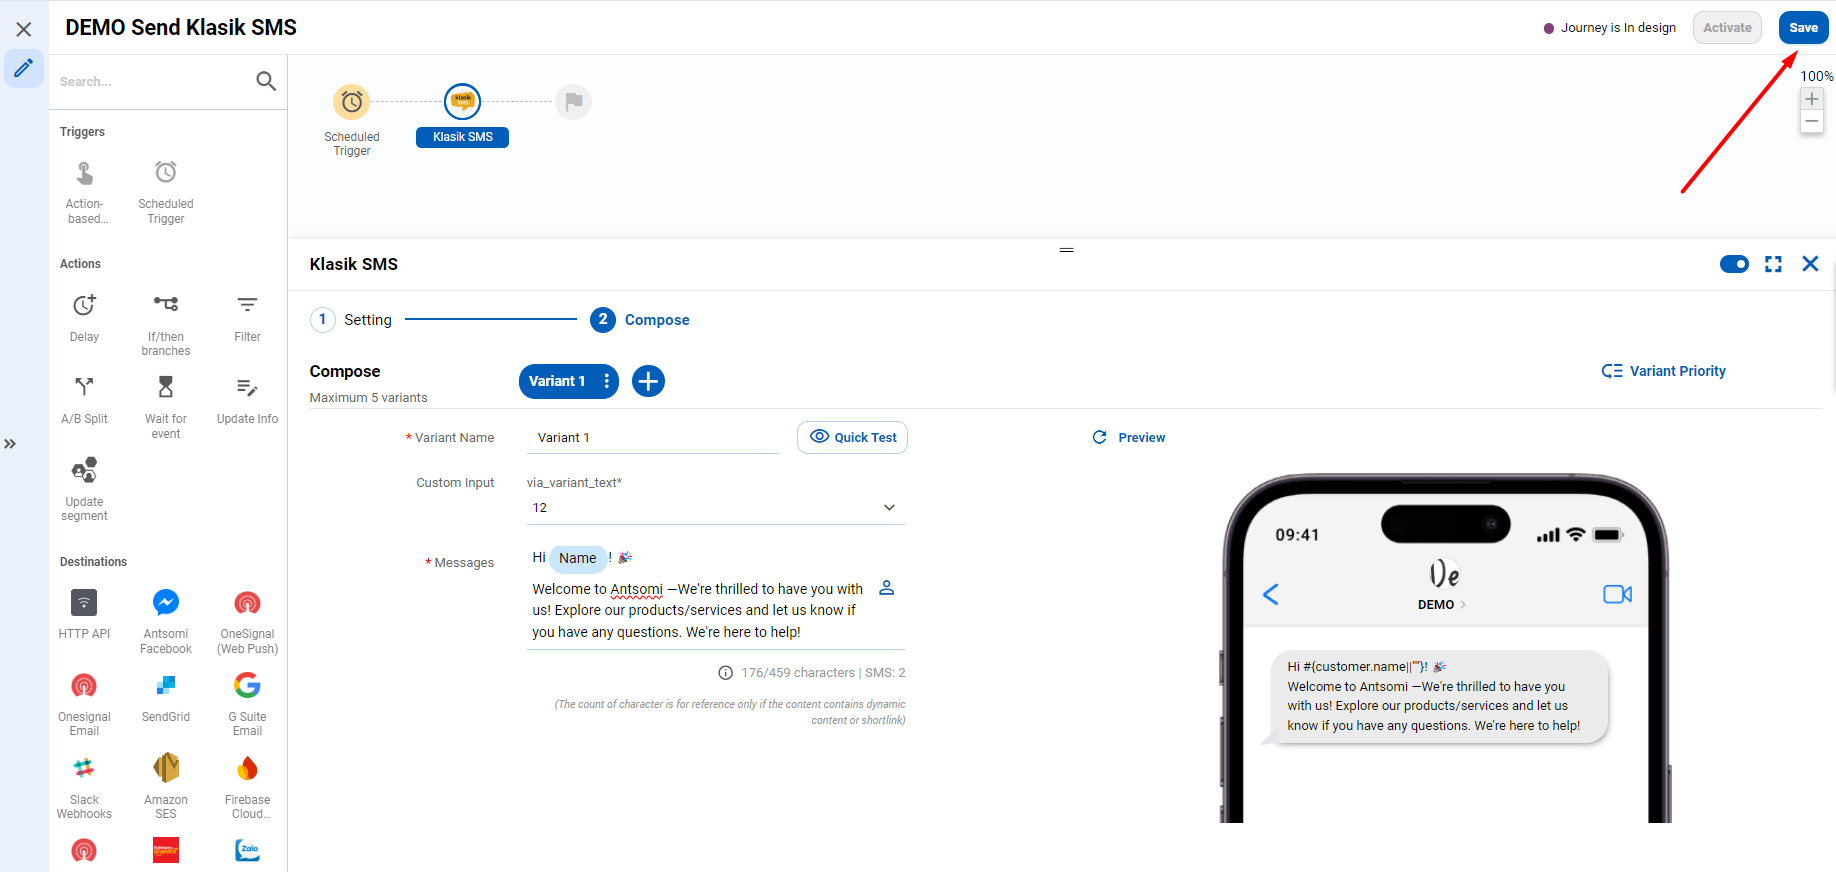 DEMO Send Klasik SMS
Journey is In design
Activate
Save
Search...
100%
Triggers
Action-
based...
Scheduled
Trigger
Actions
Delay
If/then
branches
Filter
A/B Split
Wait for
event
Update Info
Update
segment
Destinations
HTTP API
Antsomi
Facebook
OneSignal
(Web Push)
Onesignal
Email
SendGrid
G Suite
Email
Slack
Webhooks
Amazon
SES
Firebase
Cloud...
Zalo
Scheduled
Trigger
klasik
Klasik SMS
Klasik SMS
1 Setting
2 Compose
Compose
Maximum 5 variants
Variant 1
Variant Priority
* Variant Name
Variant 1
Quick Test
Preview
Custom Input
via_variant_text*
12
* Messages
Hi Name ! 🎉
Welcome to Antsomi —We're thrilled to have you with
us! Explore our products/services and let us know if
you have any questions. We're here to help!
176/459 characters | SMS: 2
(The count of character is for reference only if the content contains dynamic
content or shortlink)
09:41
De
DEMO
Hi #{customer.name||""}! 🎉
Welcome to Antsomi —We're thrilled to have you
with us! Explore our products/services and let us
know if you have any questions. We're here to help!